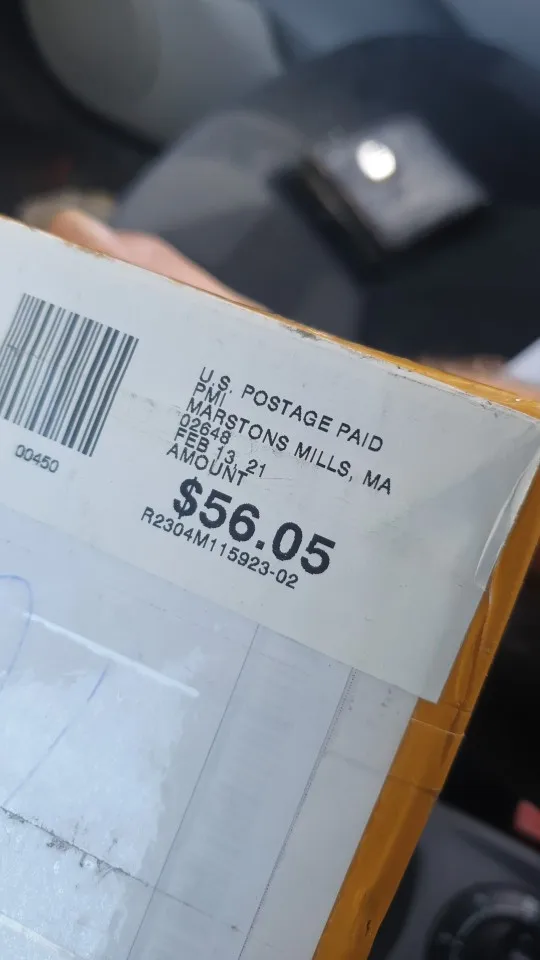 U.S. POSTAGE PAID
PMI
MARSTONS MILLS, MA
02648
FEB 13, 21
AMOUNT
$56.05
R2304M115923-02
00450